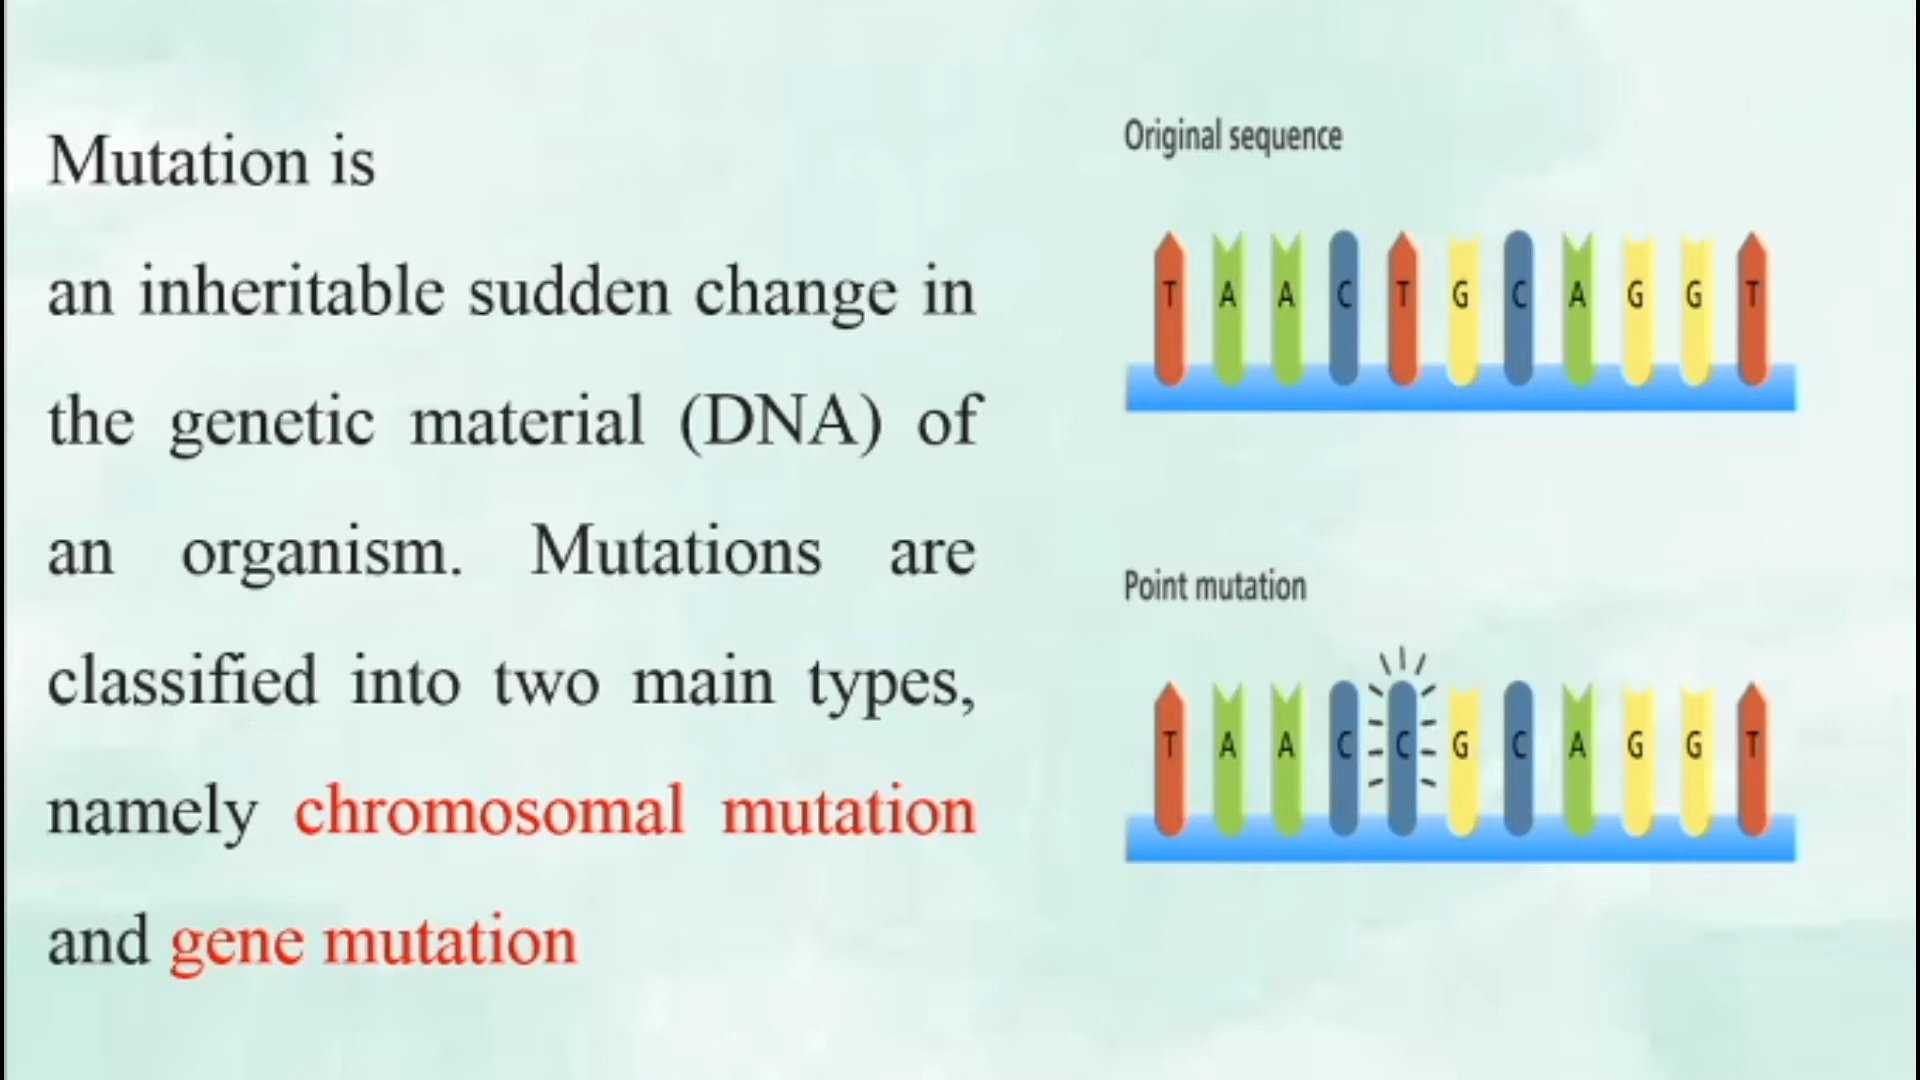 Mutation is
an inheritable sudden change in
the genetic material (DNA) of
an organism. Mutations are
classified into two main types,
namely chromosomal mutation
and gene mutation
Original sequence
T A A C T G C A G G T
Point mutation
T A A C C G C A G G T